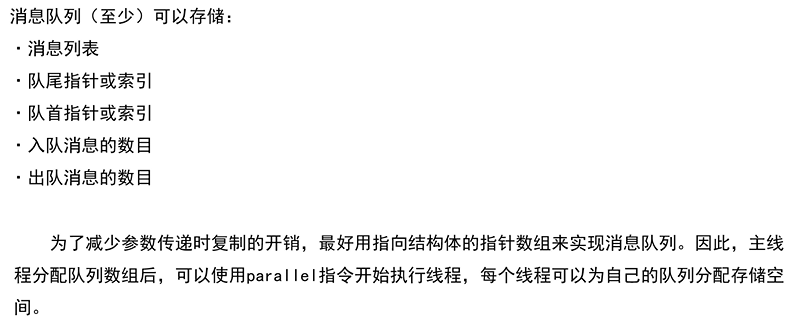 消息队列（至少）可以存储：
·消息列表
·队尾指针或索引
·队首指针或索引
·入队消息的数目
·出队消息的数目
为了减少参数传递时复制的开销，最好用指向结构体的指针数组来实现消息队列。因此，主线
程分配队列数组后，可以使用parallel指令开始执行线程，每个线程可以为自己的队列分配存储空
间。